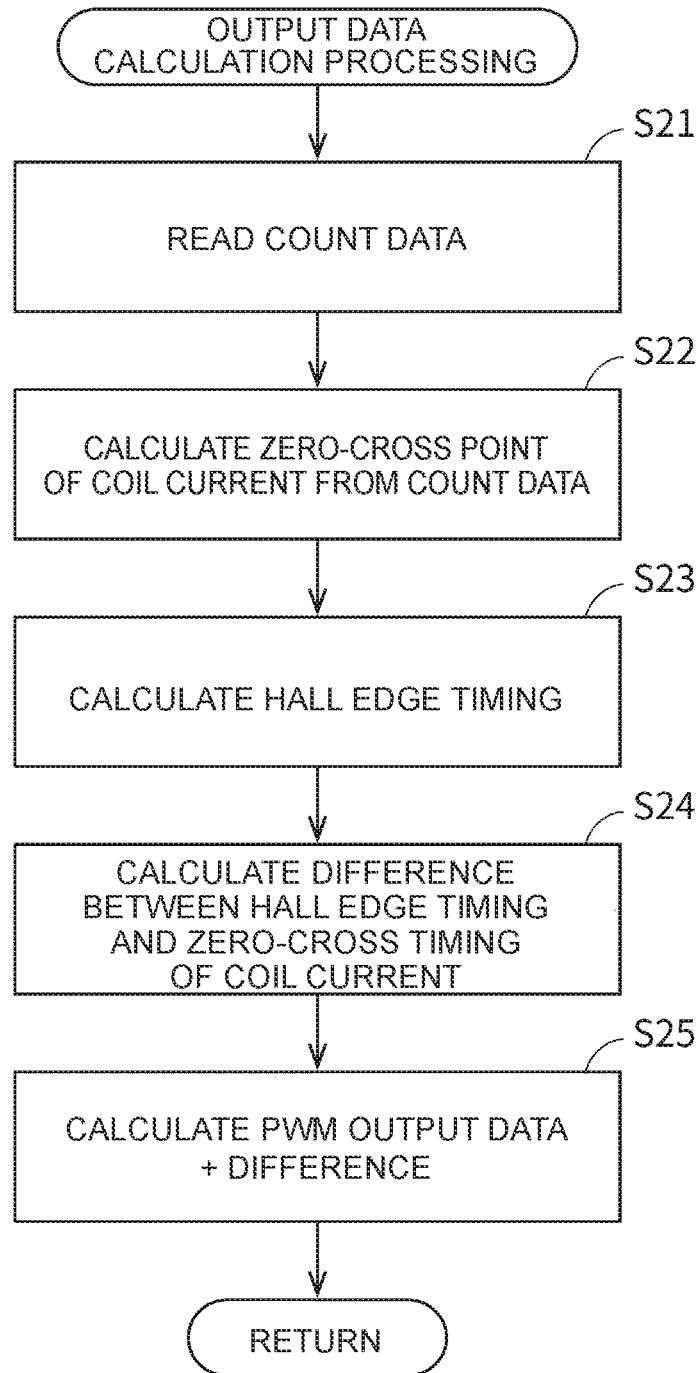 OUTPUT DATA
CALCULATION PROCESSING
S21
READ COUNT DATA
S22
CALCULATE ZERO-CROSS POINT
OF COIL CURRENT FROM COUNT DATA
S23
CALCULATE HALL EDGE TIMING
S24
CALCULATE DIFFERENCE
BETWEEN HALL EDGE TIMING
AND ZERO-CROSS TIMING
OF COIL CURRENT
S25
CALCULATE PWM OUTPUT DATA
+ DIFFERENCE
RETURN